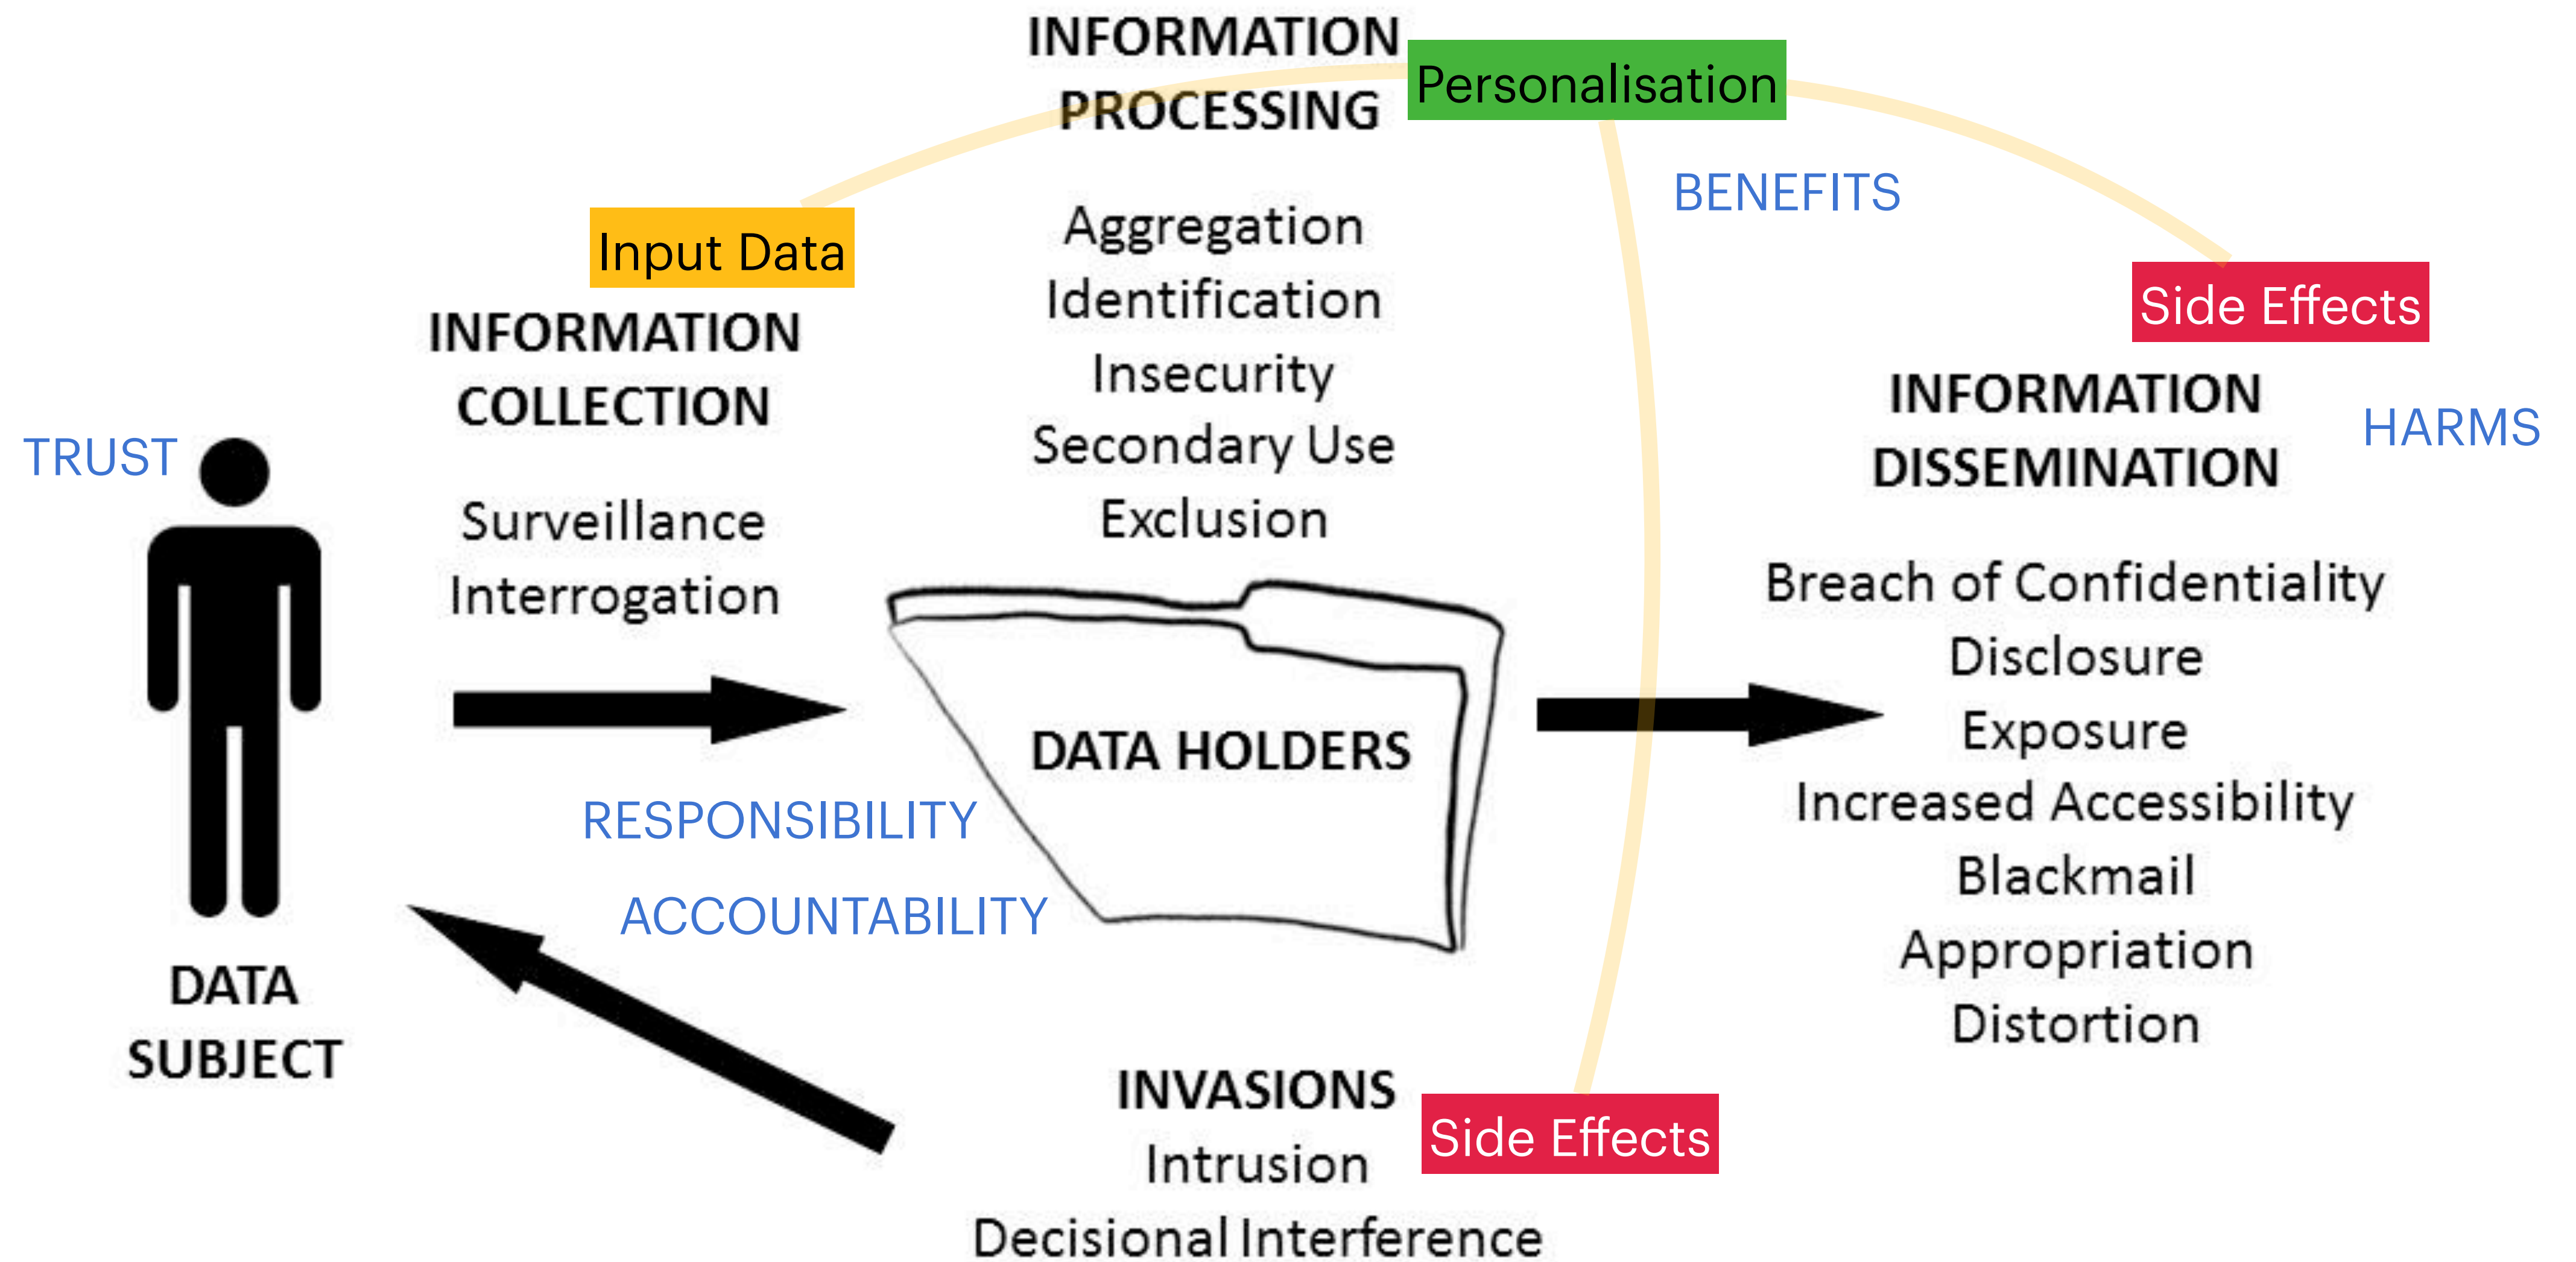 INFORMATION
PROCESSING
Personalisation
Aggregation
Identification
Insecurity
Secondary Use
Exclusion
BENEFITS
Input Data
INFORMATION
COLLECTION
Surveillance
Interrogation
TRUST
DATA
SUBJECT
RESPONSIBILITY
ACCOUNTABILITY
DATA HOLDERS
Side Effects
INFORMATION
DISSEMINATION
HARMS
Breach of Confidentiality
Disclosure
Exposure
Increased Accessibility
Blackmail
Appropriation
Distortion
INVASIONS
Side Effects
Intrusion
Decisional Interference